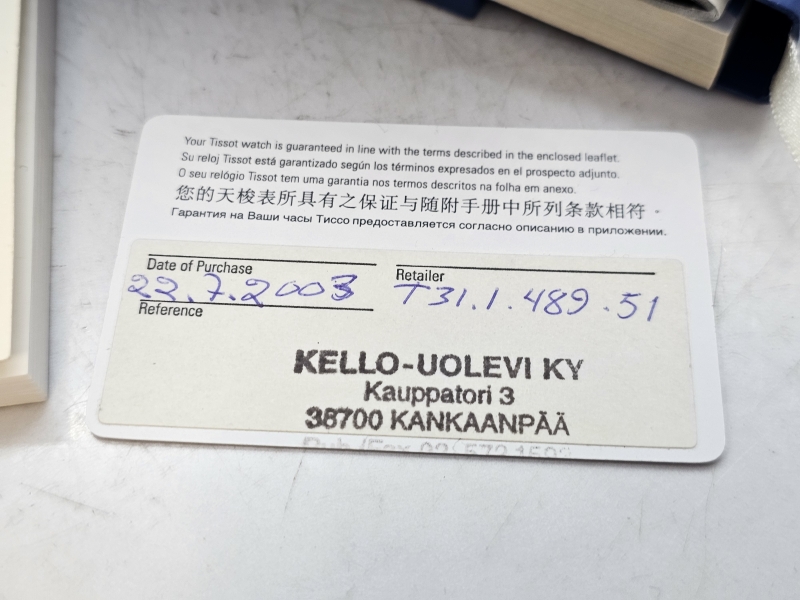 Your Tissot watch is guaranteed in line with the terms described in the enclosed leaflet.
Su reloj Tissot está garantizado según los términos expresados en el prospecto adjunto.
O seu relógio Tissot tem uma garantia nos termos descritos na folha em anexo.
您的天梭表所具有之保证与随附手册中所列条款相符。
Гарантия на Ваши часы Тиссо предоставляется согласно описанию в приложении.
Date of Purchase
Retailer
22.7.2003
T31.1.489.51
Reference
KELLO-UOLEVI KY
Kauppatori 3
38700 KANKAANPÄÄ